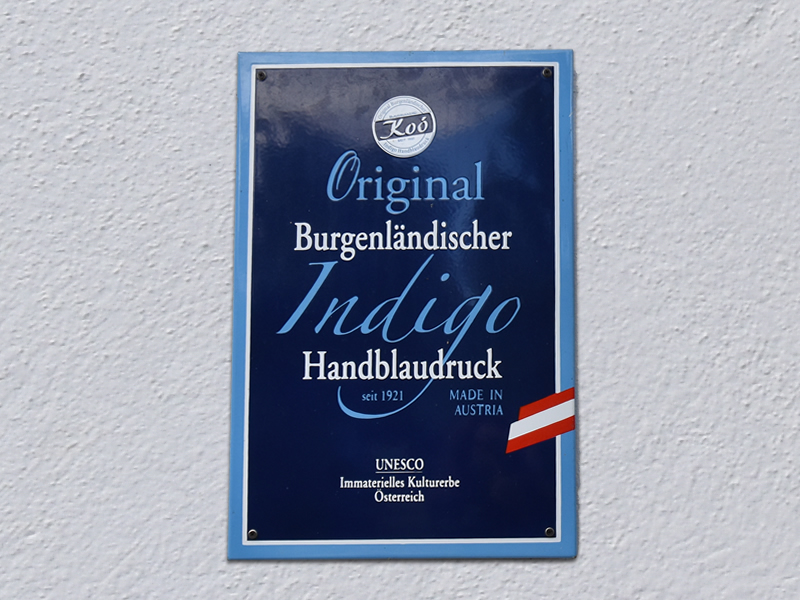 Koó
Original
Burgenländischer
Indigo
Handblaudruck
seit 1921
MADE IN
AUSTRIA
UNESCO
Immaterielles Kulturerbe
Österreich